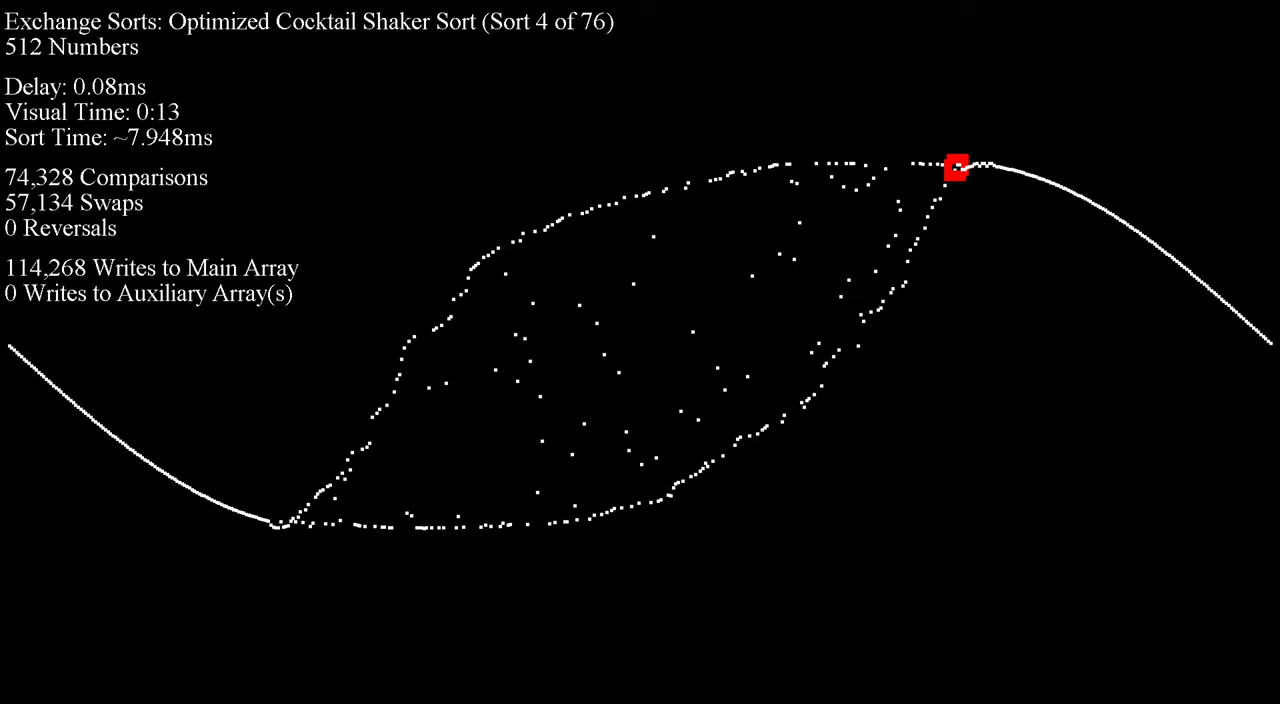 Exchange Sorts: Optimized Cocktail Shaker Sort (Sort 4 of 76)
512 Numbers
Delay: 0.08ms
Visual Time: 0:13
Sort Time: ~7.948ms
74,328 Comparisons
57,134 Swaps
0 Reversals
114,268 Writes to Main Array
0 Writes to Auxiliary Array(s)